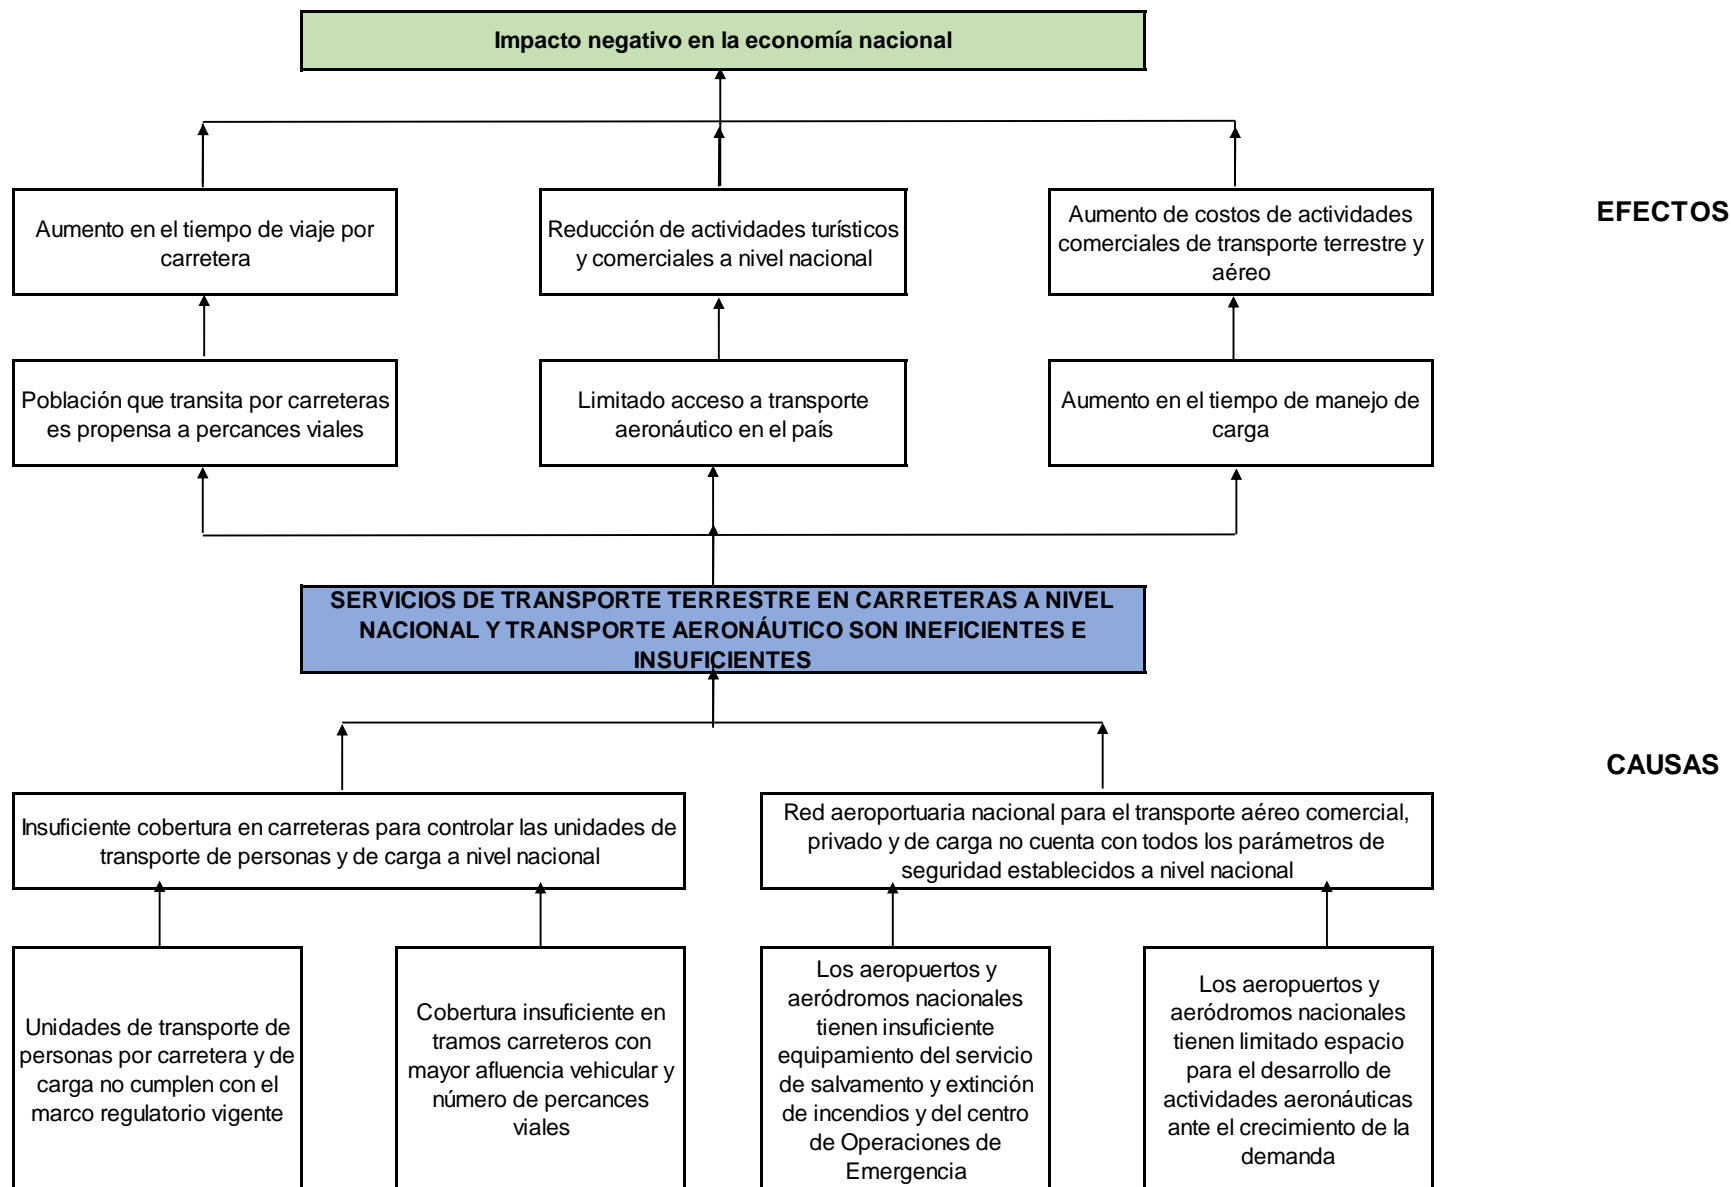 Impacto negativo en la economía nacional
Aumento en el tiempo de viaje por
carretera
Reducción de actividades turísticos
y comerciales a nivel nacional
Aumento de costos de actividades
comerciales de transporte terrestre y
aéreo
EFECTOS
Población que transita por carreteras
es propensa a percances viales
Limitado acceso a transporte
aeronáutico en el país
Aumento en el tiempo de manejo de
carga
SERVICIOS DE TRANSPORTE TERRESTRE EN CARRETERAS A NIVEL
NACIONAL Y TRANSPORTE AERONÁUTICO SON INEFICIENTES E
INSUFICIENTES
CAUSAS
Insuficiente cobertura en carreteras para controlar las unidades de
transporte de personas y de carga a nivel nacional
Red aeroportuaria nacional para el transporte aéreo comercial,
privado y de carga no cuenta con todos los parámetros de
seguridad establecidos a nivel nacional
Unidades de transporte de
personas por carretera y de
carga no cumplen con el
marco regulatorio vigente
Cobertura insuficiente en
tramos carreteros con
mayor afluencia vehicular y
número de percances
viales
Los aeropuertos y
aeródromos nacionales
tienen insuficiente
equipamiento del servicio
de salvamento y extinción
de incendios y del centro
de Operaciones de
Emergencia
Los aeropuertos y
aeródromos nacionales
tienen limitado espacio
para el desarrollo de
actividades aeronáuticas
ante el crecimiento de la
demanda